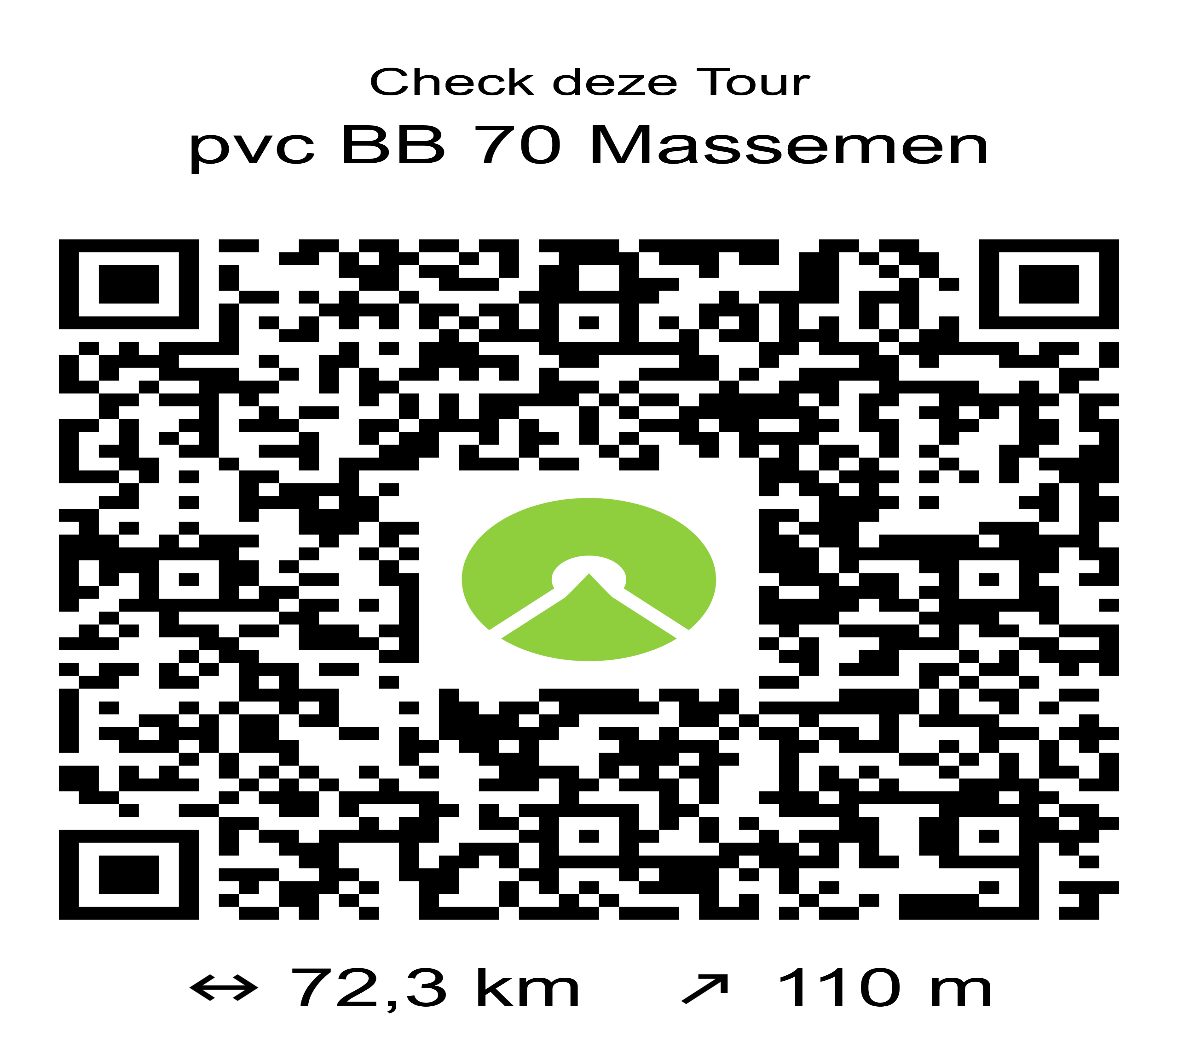 Check deze Tour
pvc BB 70 Massemen
↔ 72,3 km ↗ 110 m